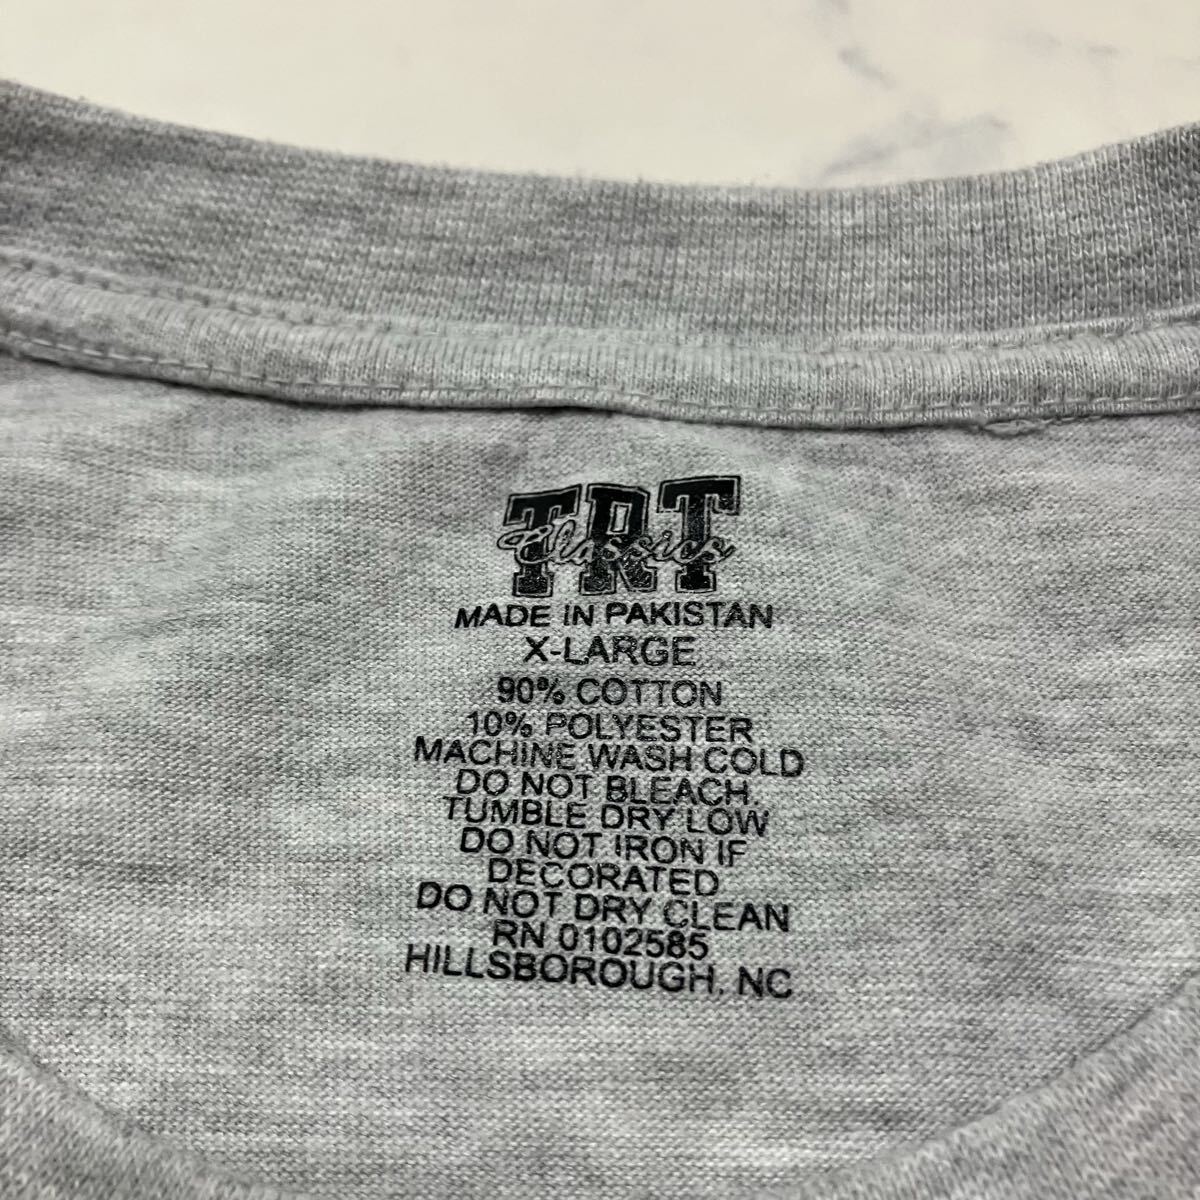 TRT
Classics
MADE IN PAKISTAN
X-LARGE
90% COTTON
10% POLYESTER
MACHINE WASH COLD
DO NOT BLEACH.
TUMBLE DRY LOW
DO NOT IRON IF
DECORATED
DO NOT DRY CLEAN
RN 0102585
HILLSBOROUGH, NC